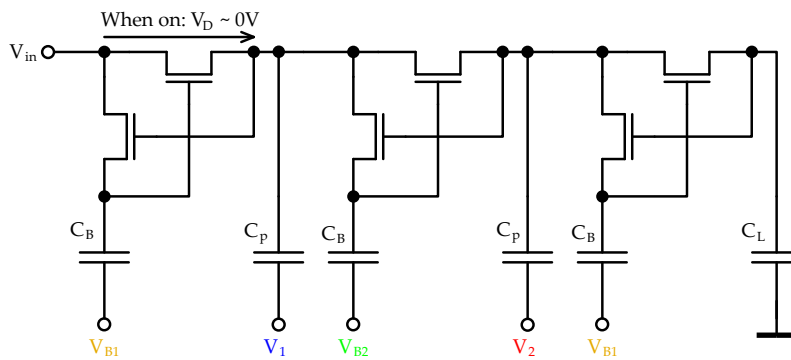 When on: V_D ~ 0V
V_in
C_B
C_p
C_B
C_p
C_B
C_L
V_B1
V_1
V_B2
V_2
V_B1